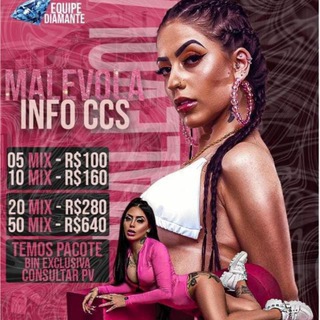 EQUIPE
DIAMANTE
MALEVOLA
INFO CCS
05 MIX - R$100
10 MIX - R$160
20 MIX - R$280
50 MIX - R$640
TEMOS PACOTE
BIN EXCLUSIVA
CONSULTAR PV